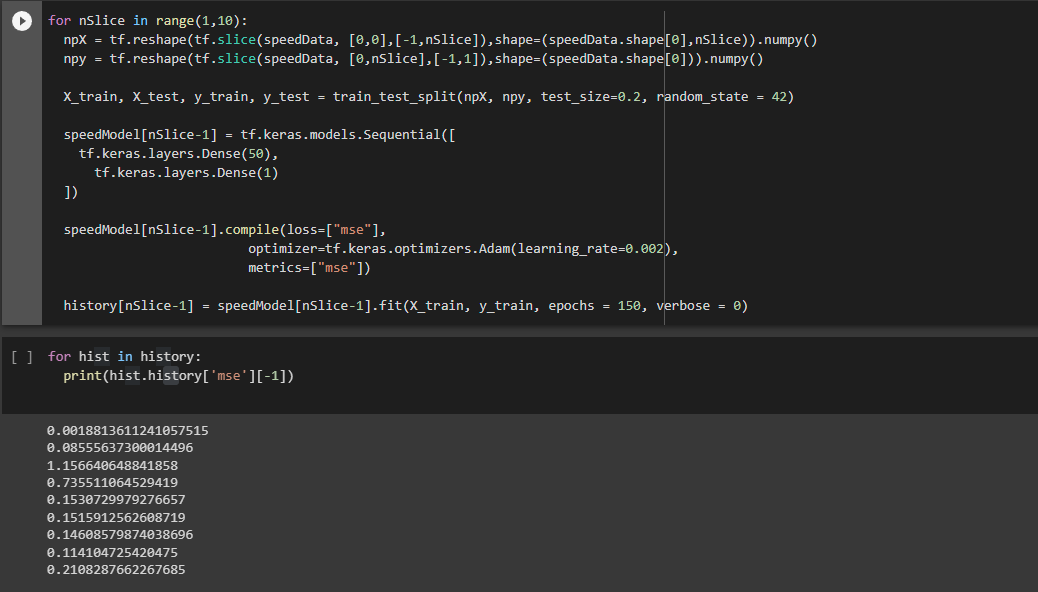 for nSlice in range(1,10):
  npX = tf.reshape(tf.slice(speedData, [0,0],[-1,nSlice]),shape=(speedData.shape[0],nSlice)).numpy()
  npy = tf.reshape(tf.slice(speedData, [0,nSlice],[-1,1]),shape=(speedData.shape[0])).numpy()
  X_train, X_test, y_train, y_test = train_test_split(npX, npy, test_size=0.2, random_state = 42)
  speedModel[nSlice-1] = tf.keras.models.Sequential([
    tf.keras.layers.Dense(50),
      tf.keras.layers.Dense(1)
  ])
  speedModel[nSlice-1].compile(loss=["mse"],
                          optimizer=tf.keras.optimizers.Adam(learning_rate=0.002),
                          metrics=["mse"])
  history[nSlice-1] = speedModel[nSlice-1].fit(X_train, y_train, epochs = 150, verbose = 0)
[ ] for hist in history:
  print(hist.history['mse'][-1])
0.0018813611241057515
0.08555637300014496
1.156640648841858
0.735511064529419
0.1530729979276657
0.1515912562608719
0.14608579874038696
0.114104725420475
0.2108287662267685